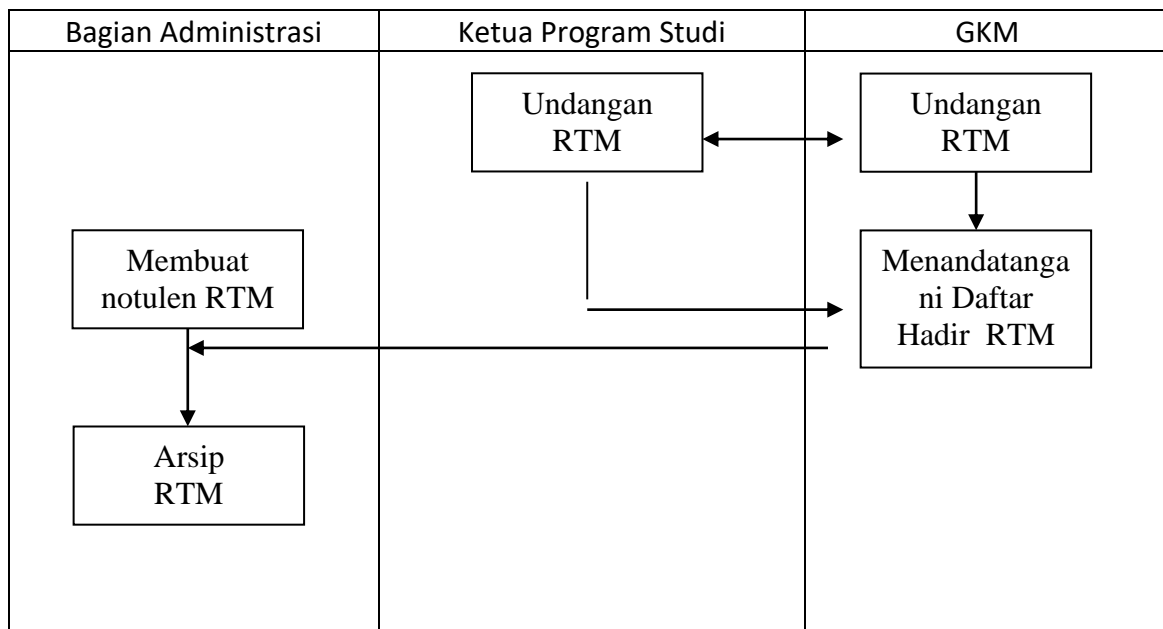 Bagian Administrasi
Ketua Program Studi
GKM
Undangan
RTM
Undangan
RTM
Membuat
notulen RTM
Menandatanga
ni Daftar
Hadir RTM
Arsip
RTM